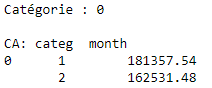 Catégorie : 0
CA: categ  month
0      1        181357.54
       2        162531.48